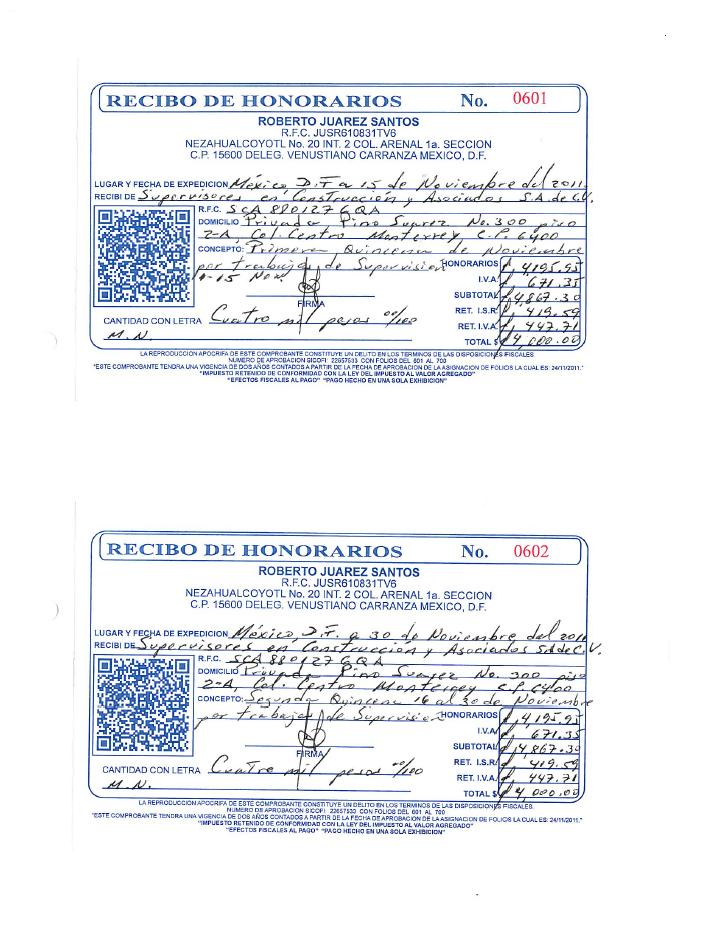 RECIBO DE HONORARIOS No. 0601
ROBERTO JUAREZ SANTOS
R.F.C. JUSR610831TV6
NEZAHUALCOYOTL No. 20 INT. 2 COL. ARENAL 1a. SECCION
C.P. 15600 DELEG. VENUSTIANO CARRANZA MEXICO, D.F.
LUGAR Y FECHA DE EXPEDICION México, D.F a 15 de Noviembre del 2011.
RECIBI DE Supervisores en Construcción y Asociados S.A. de C.V.
R.F.C. SCA 880127 6QA
DOMICILIO Privada Pino Suarez No. 300 piso
2-A, Col. Centro Monterrey C.P. 6400
CONCEPTO: Primera Quincena de Noviembre
por trabajos de Supervision HONORARIOS 4195.95
-15 Nov. I.V.A. 671.35
SUBTOTAL 4,867.30
FIRMA RET. I.S.R. 419.59
CANTIDAD CON LETRA Cuatro mil pesos 00/100 RET. I.V.A. 447.71
M.N. TOTAL $ 4,000.00
LA REPRODUCCION APOCRIFA DE ESTE COMPROBANTE CONSTITUYE UN DELITO EN LOS TERMINOS DE LAS DISPOSICIONES FISCALES
NUMERO DE APROBACION SICOFI: 22657533 CON FOLIOS DEL 601 AL 700
"ESTE COMPROBANTE TENDRA UNA VIGENCIA DE DOS AÑOS CONTADOS A PARTIR DE LA FECHA DE APROBACION DE LA ASIGNACION DE FOLIOS LA CUAL ES: 24/11/2011."
"IMPUESTO RETENIDO DE CONFORMIDAD CON LA LEY DEL IMPUESTO AL VALOR AGREGADO"
"EFECTOS FISCALES AL PAGO" "PAGO HECHO EN UNA SOLA EXHIBICION"
RECIBO DE HONORARIOS No. 0602
ROBERTO JUAREZ SANTOS
R.F.C. JUSR610831TV6
NEZAHUALCOYOTL No. 20 INT. 2 COL. ARENAL 1a. SECCION
C.P. 15600 DELEG. VENUSTIANO CARRANZA MEXICO, D.F.
LUGAR Y FECHA DE EXPEDICION México, D.F. a 30 de Noviembre del 2011
RECIBI DE Supervisores en Construcción y Asociados S.A de C.V.
R.F.C. SCA 880127 6QA
DOMICILIO Privada Pino Suarez No. 300 piso
2-A, Col. Centro Monterrey C.P. 6400
CONCEPTO: Segunda Quincena 16 al 30 de Noviembre
por trabajos de Supervision HONORARIOS 4,195.95
I.V.A. 671.35
SUBTOTAL 4,867.30
FIRMA RET. I.S.R. 419.59
CANTIDAD CON LETRA Cuatro mil pesos 00/100 RET. I.V.A. 447.71
M.N. TOTAL $ 4,000.00
LA REPRODUCCION APOCRIFA DE ESTE COMPROBANTE CONSTITUYE UN DELITO EN LOS TERMINOS DE LAS DISPOSICIONES FISCALES.
NUMERO DE APROBACION SICOFI: 22657533 CON FOLIOS DEL 601 AL 700
"ESTE COMPROBANTE TENDRA UNA VIGENCIA DE DOS AÑOS CONTADOS A PARTIR DE LA FECHA DE APROBACION DE LA ASIGNACION DE FOLIOS LA CUAL ES: 24/11/2011."
"IMPUESTO RETENIDO DE CONFORMIDAD CON LA LEY DEL IMPUESTO AL VALOR AGREGADO"
"EFECTOS FISCALES AL PAGO" "PAGO HECHO EN UNA SOLA EXHIBICION"